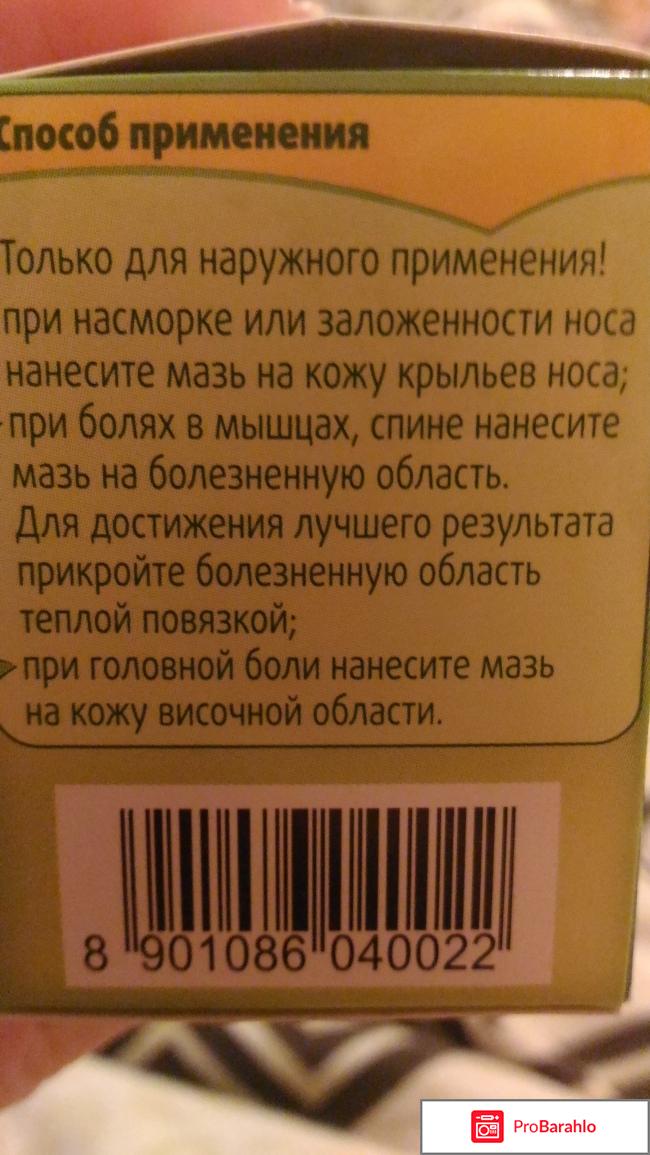 Способ применения
Только для наружного применения!
при насморке или заложенности носа
нанесите мазь на кожу крыльев носа;
при болях в мышцах, спине нанесите
мазь на болезненную область.
Для достижения лучшего результата
прикройте болезненную область
теплой повязкой;
при головной боли нанесите мазь
на кожу височной области.
8 901086 040022
ProBarahlo